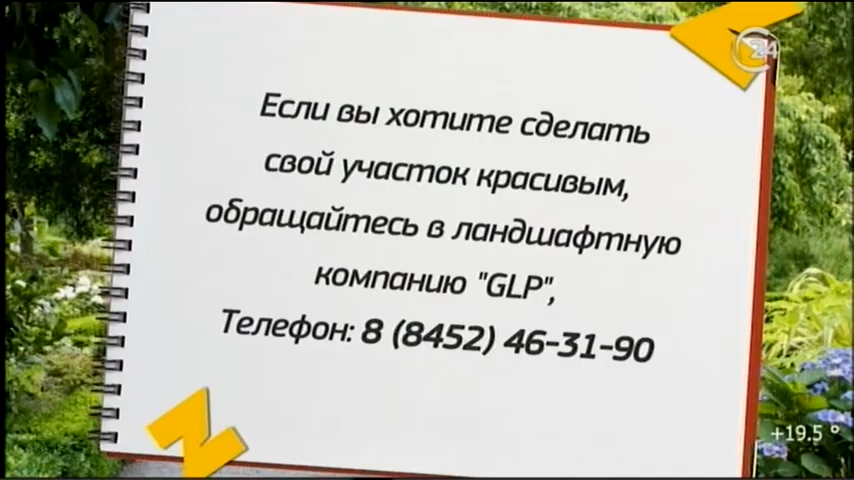 24
Если вы хотите сделать
свой участок красивым,
обращайтесь в ландшафтную
компанию "GLP",
Телефон: 8 (8452) 46-31-90
+19.5 °